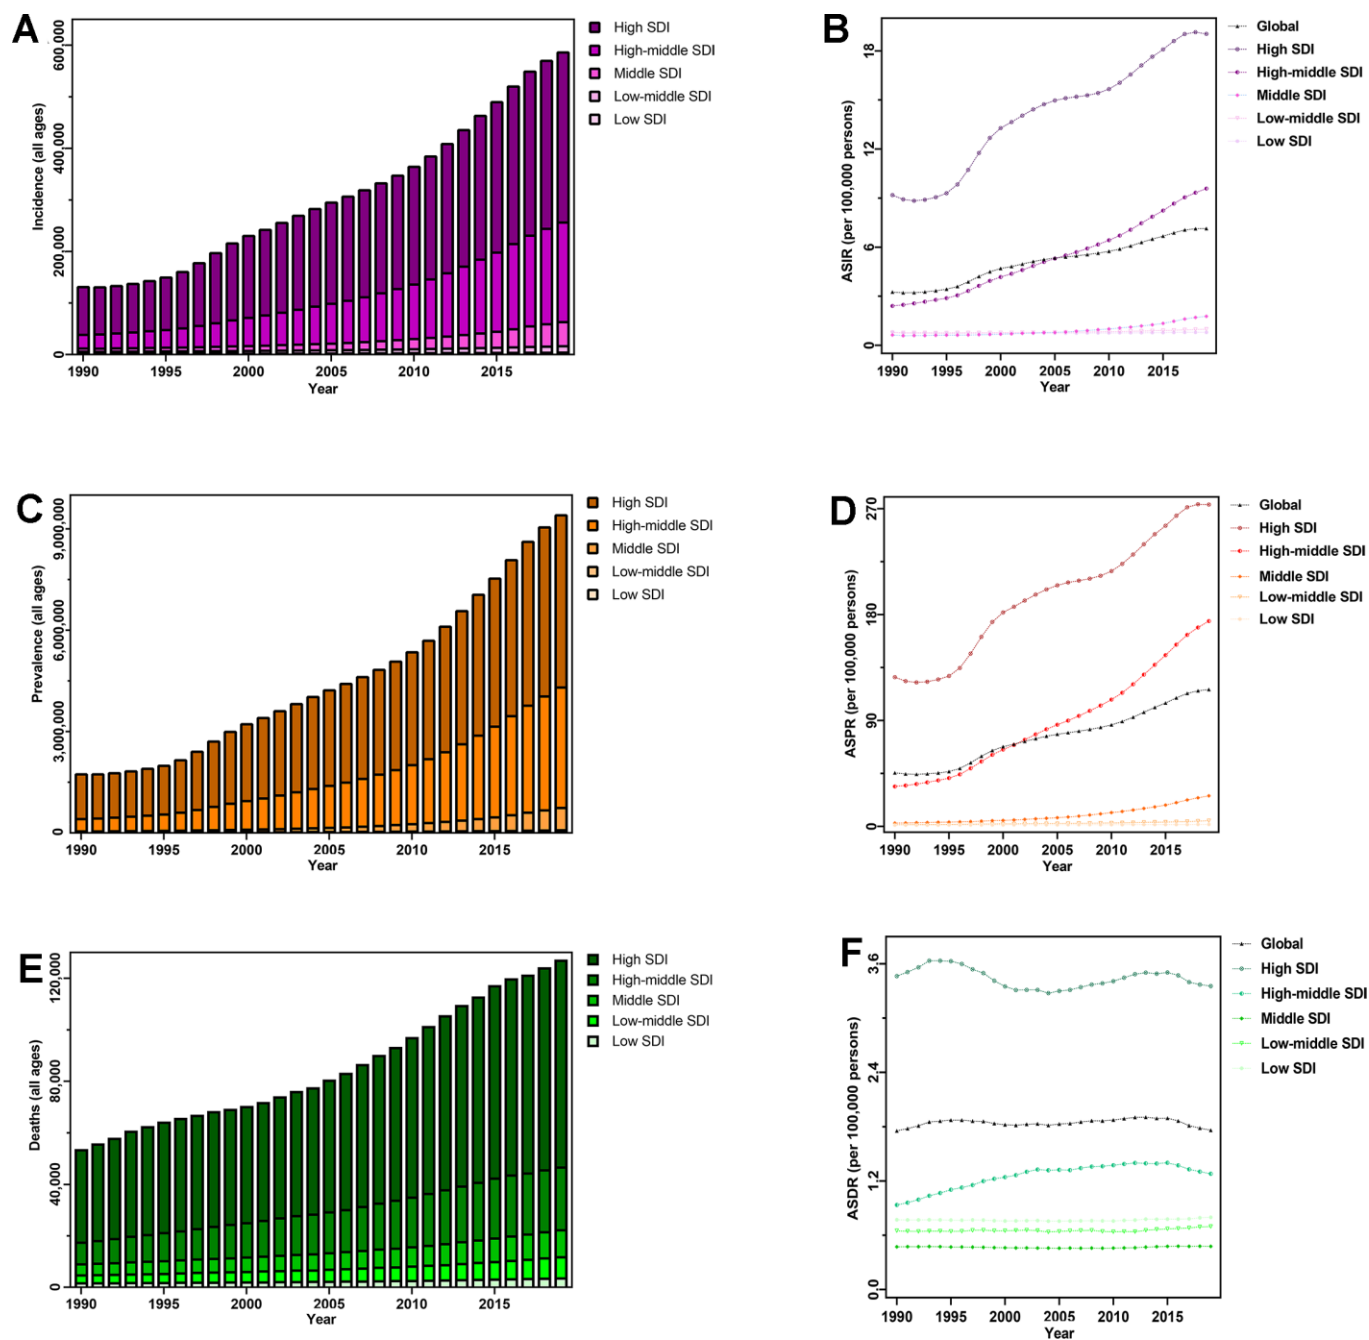 A
Incidence (all ages)
600,000
400,000
200,000
0
1990
1995
2000
2005
2010
2015
Year
High SDI
High-middle SDI
Middle SDI
Low-middle SDI
Low SDI
B
ASIR (per 100,000 persons)
18
12
6
0
1990
1995
2000
2005
2010
2015
Year
Global
High SDI
High-middle SDI
Middle SDI
Low-middle SDI
Low SDI
C
Prevalence (all ages)
9,000,000
6,000,000
3,000,000
0
1990
1995
2000
2005
2010
2015
Year
High SDI
High-middle SDI
Middle SDI
Low-middle SDI
Low SDI
D
ASPR (per 100,000 persons)
270
180
90
0
1990
1995
2000
2005
2010
2015
Year
Global
High SDI
High-middle SDI
Middle SDI
Low-middle SDI
Low SDI
E
Deaths (all ages)
120,000
80,000
40,000
0
1990
1995
2000
2005
2010
2015
Year
High SDI
High-middle SDI
Middle SDI
Low-middle SDI
Low SDI
F
ASDR (per 100,000 persons)
3.6
2.4
1.2
0.0
1990
1995
2000
2005
2010
2015
Year
Global
High SDI
High-middle SDI
Middle SDI
Low-middle SDI
Low SDI